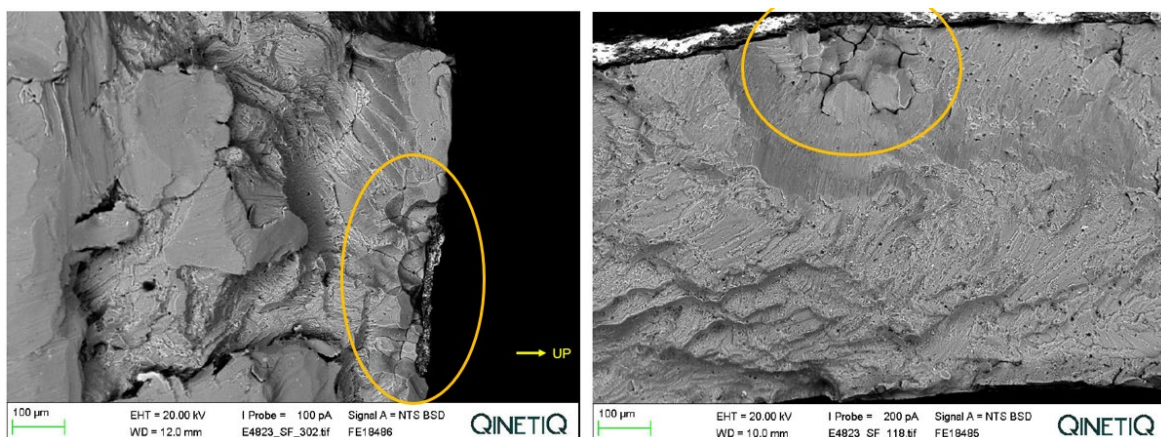 UP
100 µm
EHT = 20.00 kV
I Probe = 100 pA
Signal A = NTS BSD
WD = 12.0 mm
E4823_SF_302.tif
FE18486
QINETIQ
100 µm
EHT = 20.00 kV
I Probe = 200 pA
Signal A = NTS BSD
WD = 10.0 mm
E4823_SF_118.tif
FE18485
QINETIQ